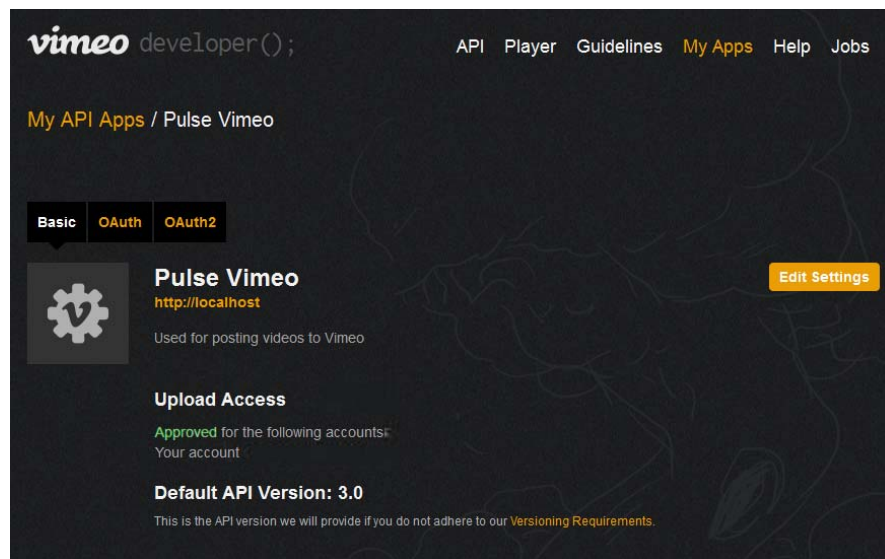 vimeo developer();
API Player Guidelines My Apps Help Jobs
My API Apps / Pulse Vimeo
Basic OAuth OAuth2
Pulse Vimeo
Edit Settings
http://localhost
Used for posting videos to Vimeo
Upload Access
Approved for the following accounts:
Your account
Default API Version: 3.0
This is the API version we will provide if you do not adhere to our Versioning Requirements.